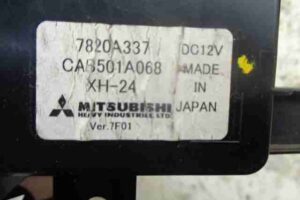 7820A337 DC12V
CAB501A068 MADE
XH-24 IN
MITSUBISHI JAPAN
HEAVY INDUSTRIES, LTD.
Ver.7F01